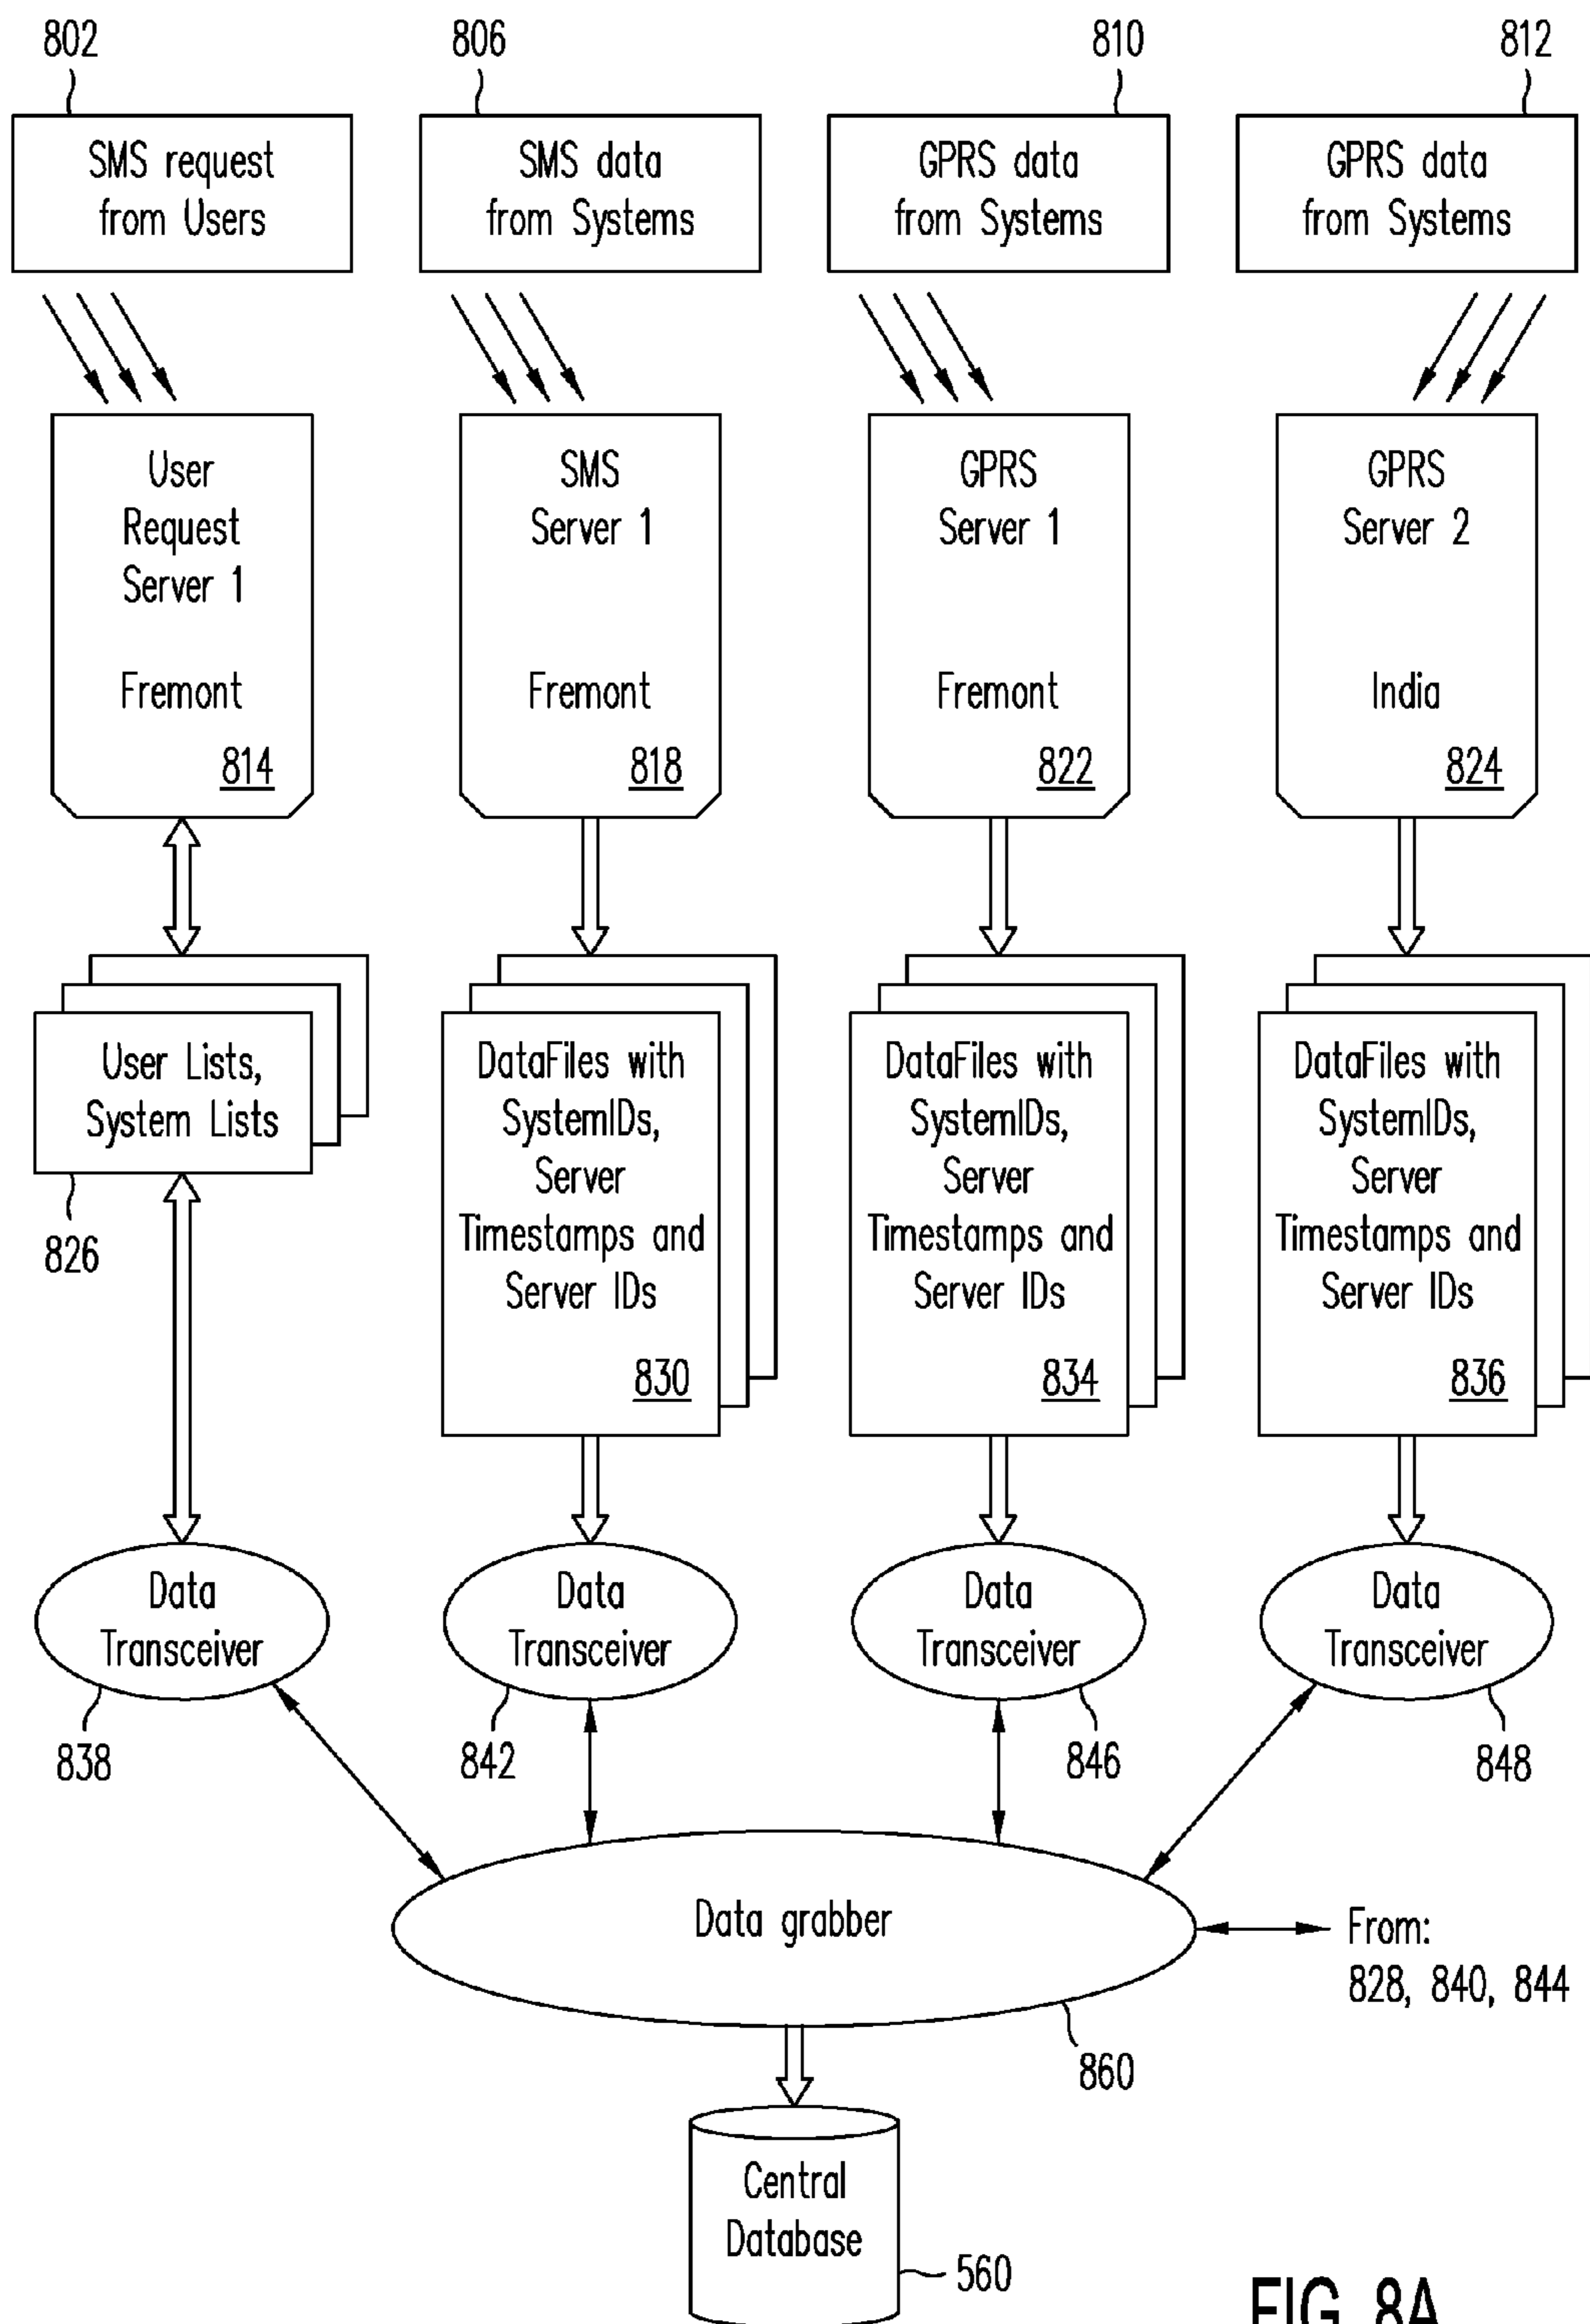 802
806
810
812
SMS request
from Users
SMS data
from Systems
GPRS data
from Systems
GPRS data
from Systems
User
Request
Server 1
Fremont
814
SMS
Server 1
Fremont
818
GPRS
Server 1
Fremont
822
GPRS
Server 2
India
824
User Lists,
System Lists
826
DataFiles with
SystemIDs,
Server
Timestamps and
Server IDs
830
DataFiles with
SystemIDs,
Server
Timestamps and
Server IDs
834
DataFiles with
SystemIDs,
Server
Timestamps and
Server IDs
836
Data
Transceiver
838
Data
Transceiver
842
Data
Transceiver
846
Data
Transceiver
848
Data grabber
From:
828, 840, 844
860
Central
Database
560
FIG. 8A